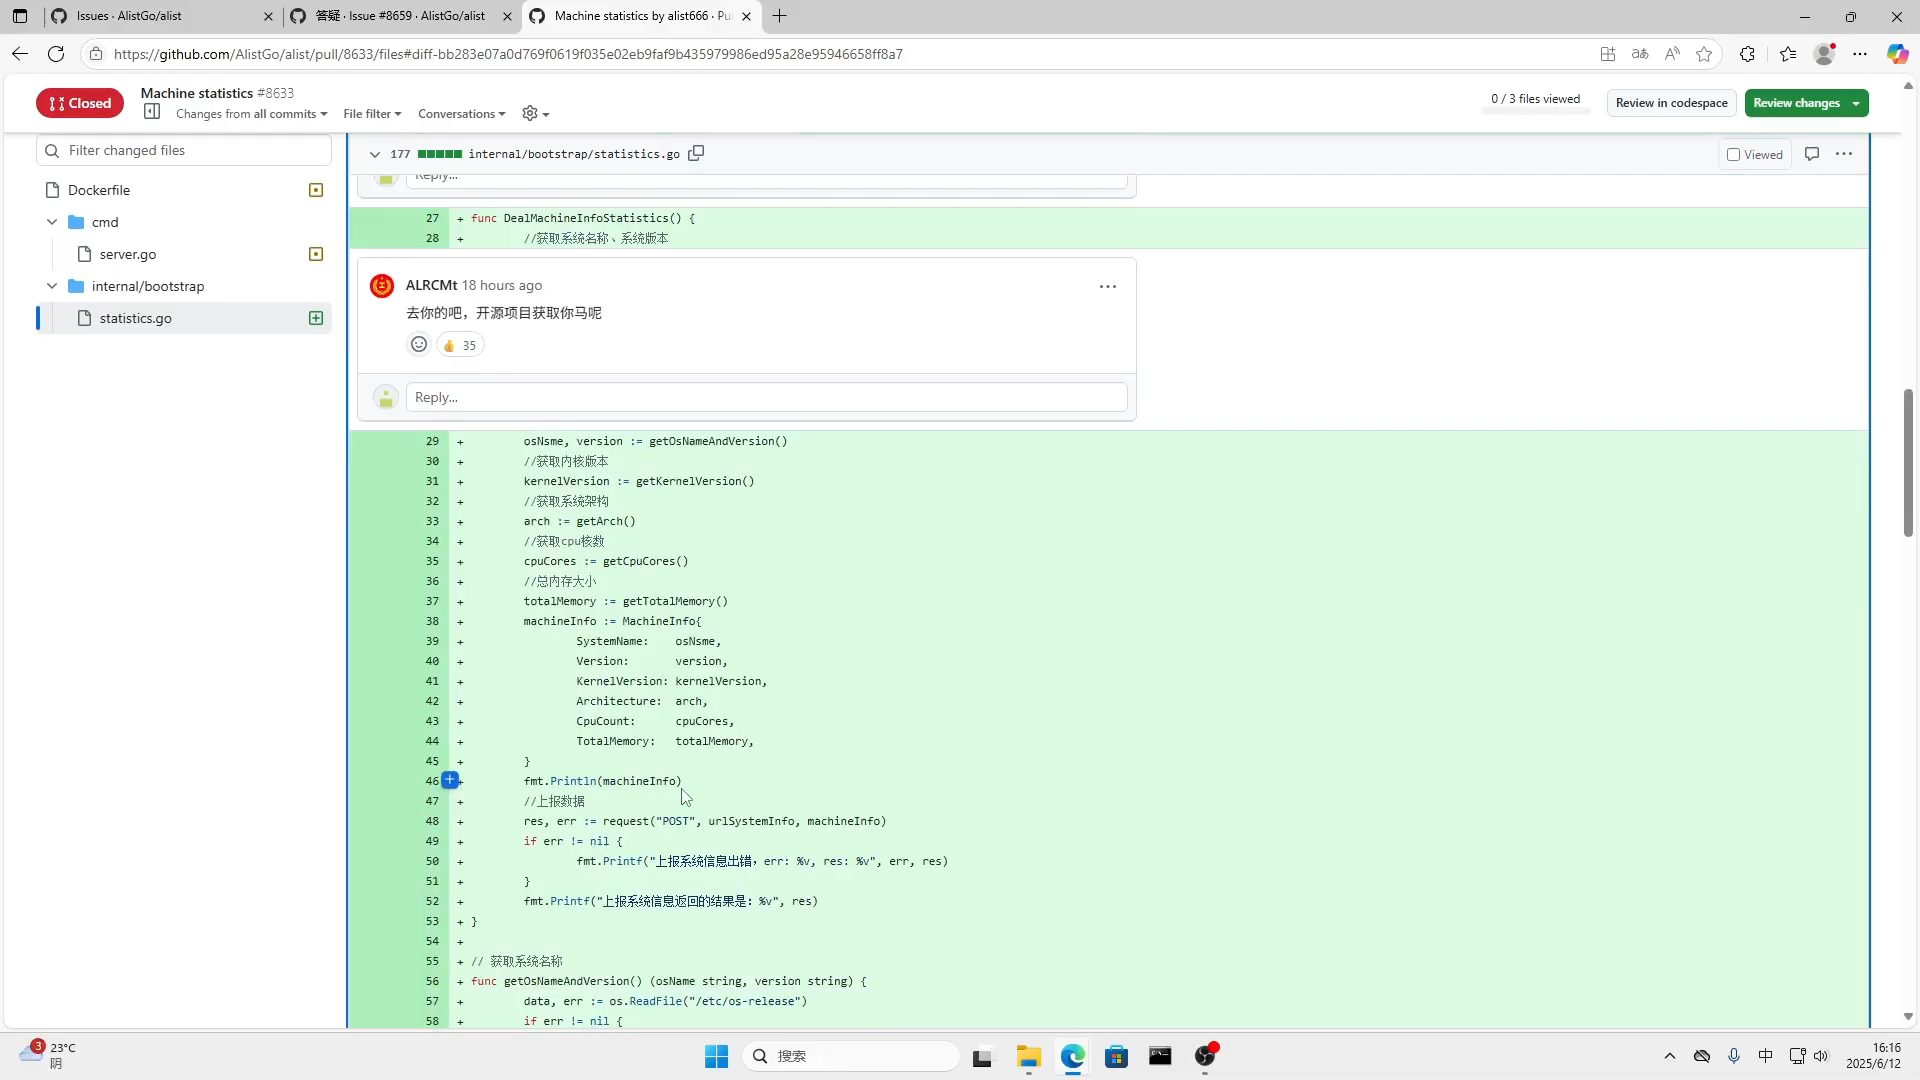 Issues · AlistGo/alist
答疑 · Issue #8659 · AlistGo/alist
Machine statistics by alist666 · Pu
https://github.com/AlistGo/alist/pull/8633/files#diff-bb283e07a0d769f0619f035e02eb9faf9b435979986ed95a28e95946658ff8a7
Closed
Machine statistics #8633
Changes from all commits
File filter
Conversations
0 / 3 files viewed
Review in codespace
Review changes
Filter changed files
Dockerfile
cmd
server.go
internal/bootstrap
statistics.go
177 internal/bootstrap/statistics.go
Viewed
Reply...
27 + func DealMachineInfoStatistics() {
28 + //获取系统名称、系统版本
ALRCMt 18 hours ago
去你的吧，开源项目获取你马呢
👍 35
Reply...
29 + osNsme, version := getOsNameAndVersion()
30 + //获取内核版本
31 + kernelVersion := getKernelVersion()
32 + //获取系统架构
33 + arch := getArch()
34 + //获取cpu核数
35 + cpuCores := getCpuCores()
36 + //总内存大小
37 + totalMemory := getTotalMemory()
38 + machineInfo := MachineInfo{
39 + SystemName: osNsme,
40 + Version: version,
41 + KernelVersion: kernelVersion,
42 + Architecture: arch,
43 + CpuCount: cpuCores,
44 + TotalMemory: totalMemory,
45 + }
46 + fmt.Println(machineInfo)
47 + //上报数据
48 + res, err := request("POST", urlSystemInfo, machineInfo)
49 + if err != nil {
50 + fmt.Printf("上报系统信息出错，err: %v, res: %v", err, res)
51 + }
52 + fmt.Printf("上报系统信息返回的结果是：%v", res)
53 + }
54 +
55 + // 获取系统名称
56 + func getOsNameAndVersion() (osName string, version string) {
57 + data, err := os.ReadFile("/etc/os-release")
58 + if err != nil {
3
23°C
阴
搜索
中
16:16
2025/6/12